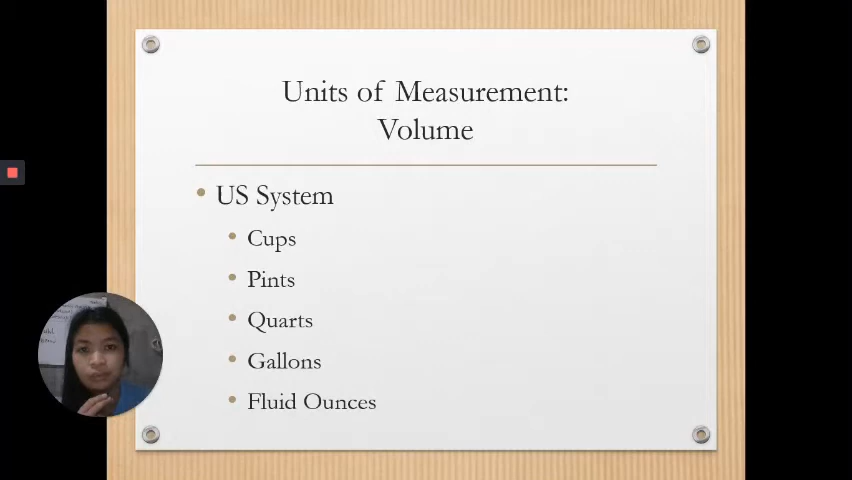 Units of Measurement:
Volume
US System
Cups
Pints
Quarts
Gallons
Fluid Ounces